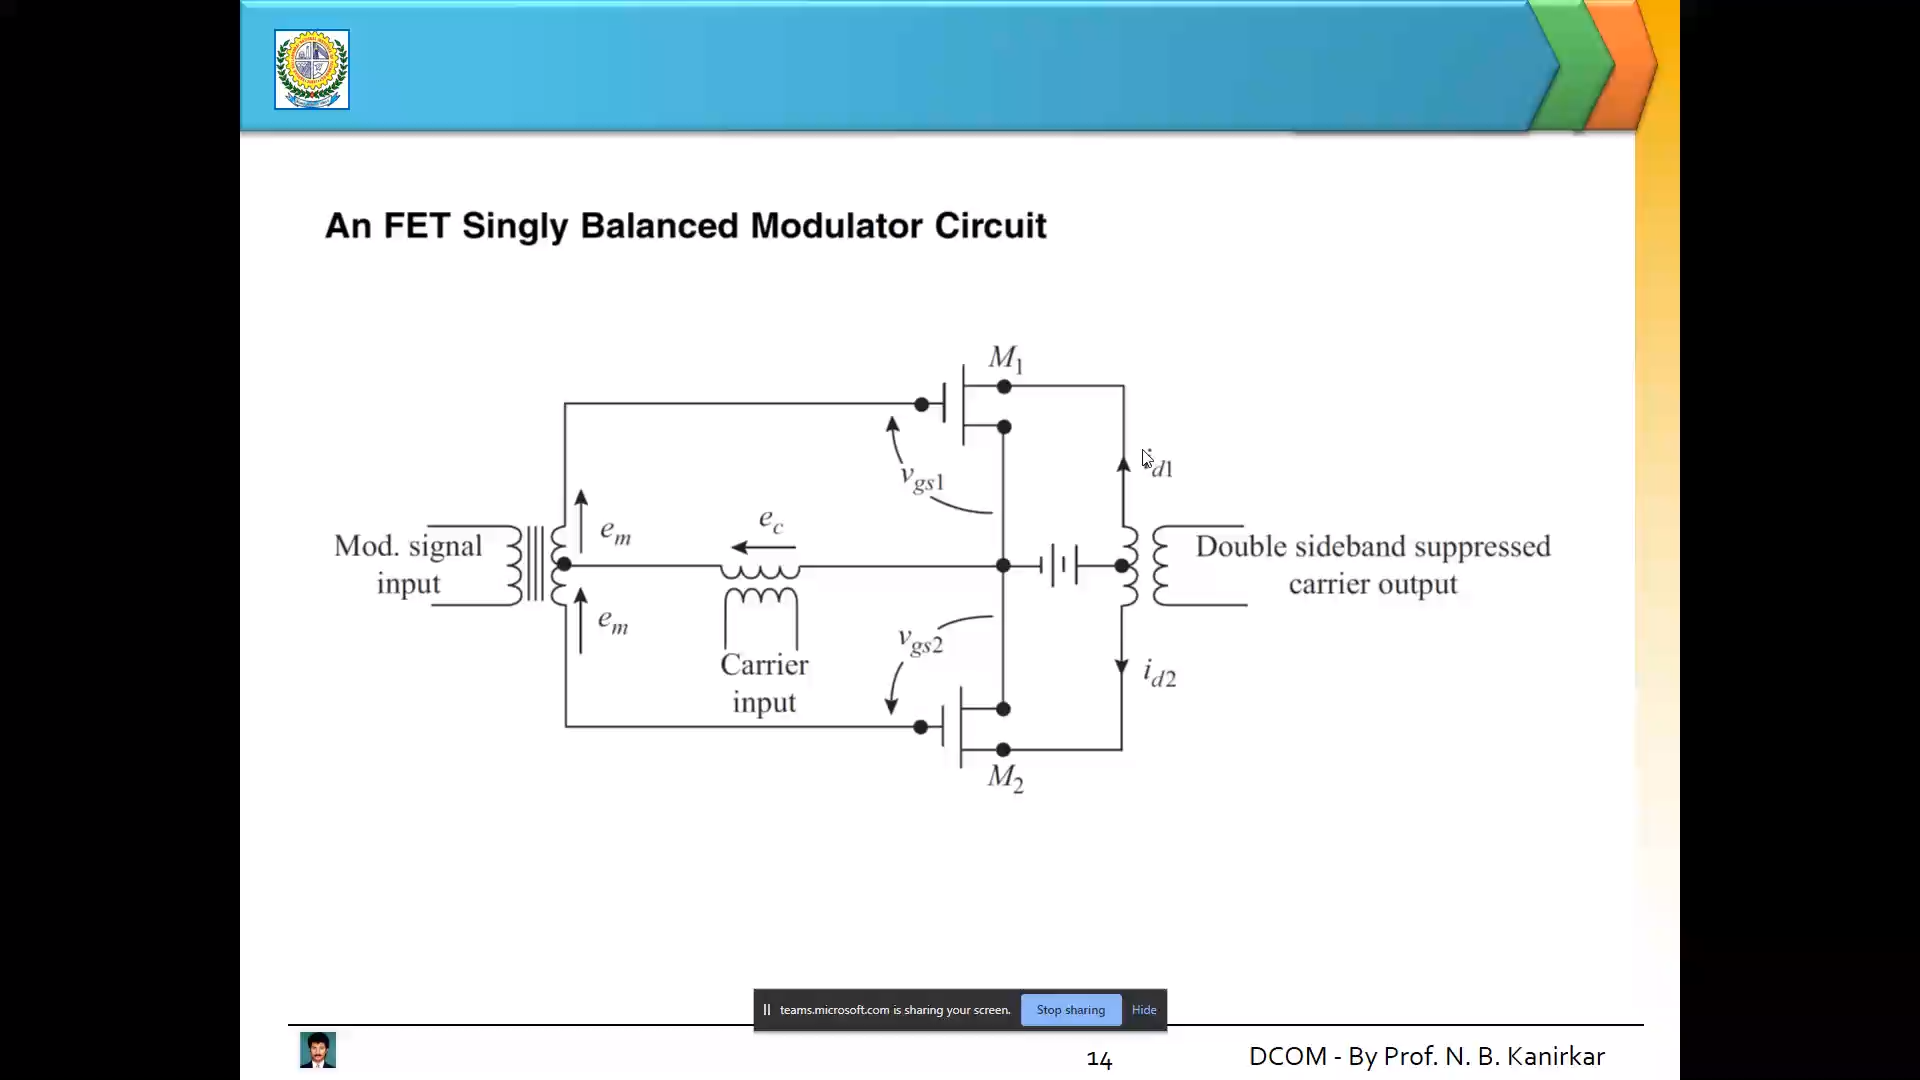 An FET Singly Balanced Modulator Circuit
M1
vgs1
id1
ec
em
Mod. signal
input
Double sideband suppressed
carrier output
em
vgs2
Carrier
input
id2
M2
teams.microsoft.com is sharing your screen.
Stop sharing
Hide
14
DCOM - By Prof. N. B. Kanirkar